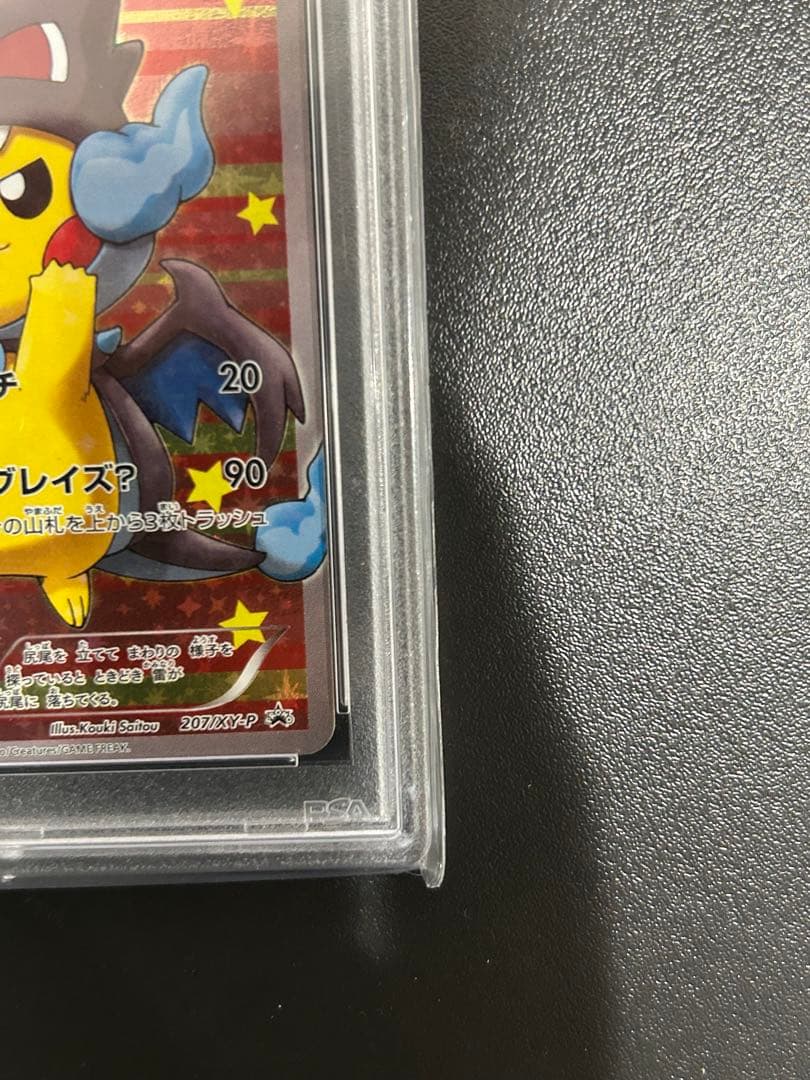 チ 20
グレイズ? 90
の山札を上から3枚トラッシュ
尻尾を 立てて まわりの 様子を
探っていると ときどき 雷が
尻尾に 落ちてくる。
Illus.Kouki Saitou 207/XY-P
o/Creatures/GAME FREAK.
PSA